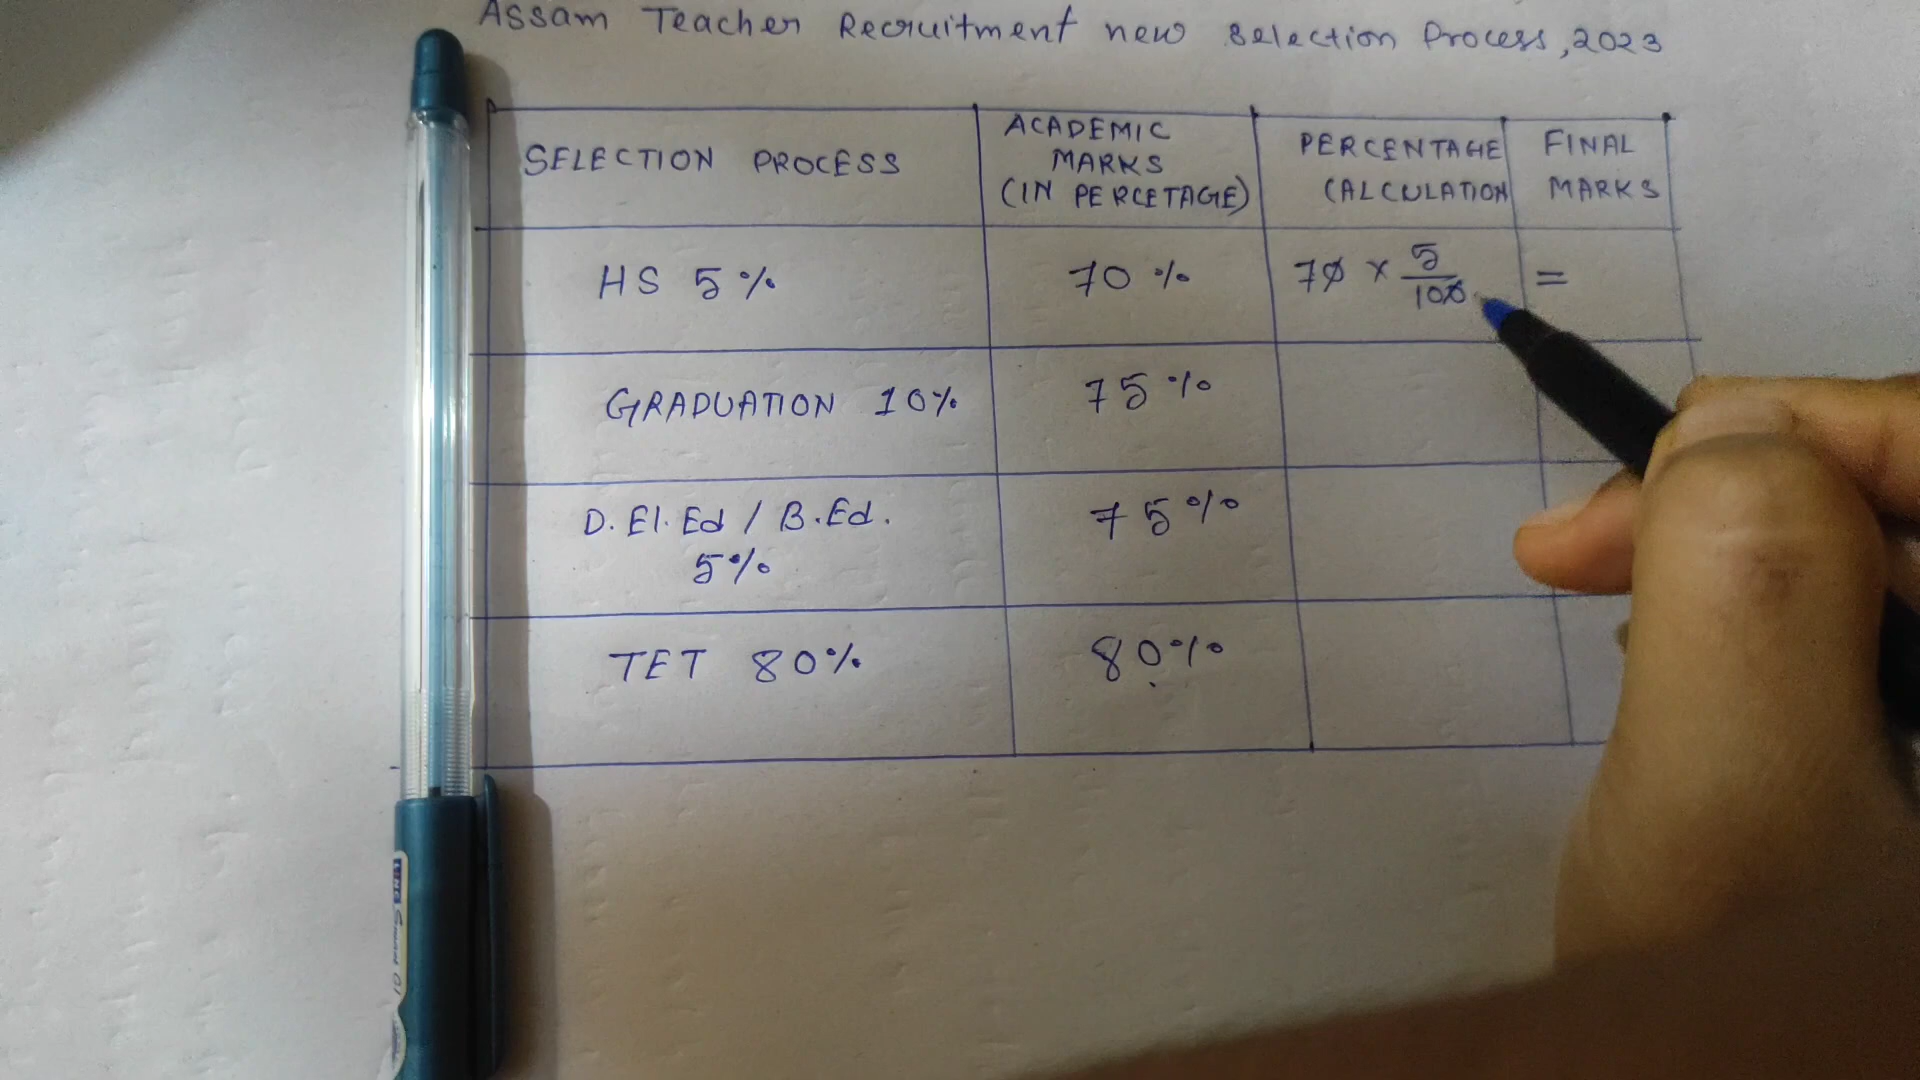 Assam Teacher Recruitment new Selection Process, 2023
SELECTION PROCESS
ACADEMIC
MARKS
(IN PERCETAGE)
PERCENTAGE
CALCULATION
FINAL
MARKS
HS 5%
70%
70 × 5/100
=
GRADUATION 10%
75%
D.El.Ed / B.Ed.
5%
75%
TET 80%
80%